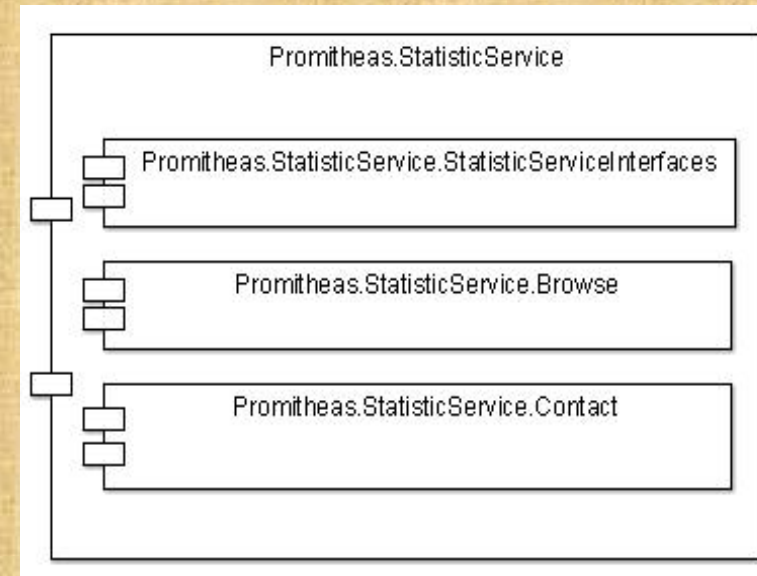 Promitheas.StatisticService
Promitheas.StatisticService.StatisticServiceInterfaces
Promitheas.StatisticService.Browse
Promitheas.StatisticService.Contact